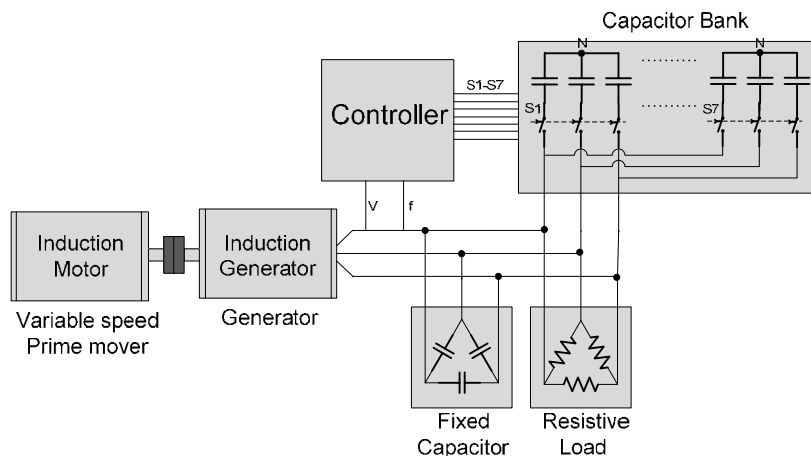 Capacitor Bank
N
N
S1-S7
Controller
S1
S7
V
f
Induction
Motor
Induction
Generator
Variable speed
Prime mover
Generator
Fixed
Capacitor
Resistive
Load